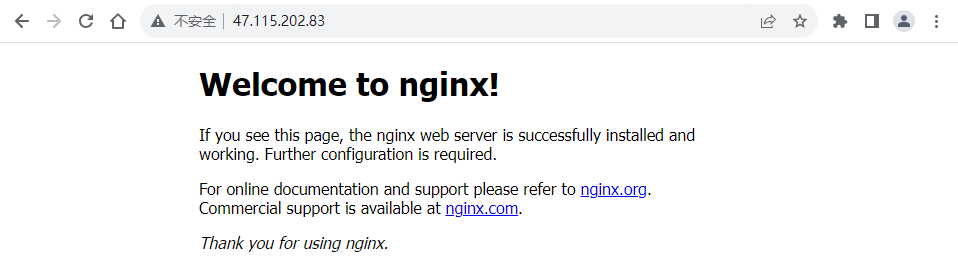 不安全 47.115.202.83
Welcome to nginx!
If you see this page, the nginx web server is successfully installed and
working. Further configuration is required.
For online documentation and support please refer to nginx.org.
Commercial support is available at nginx.com.
Thank you for using nginx.